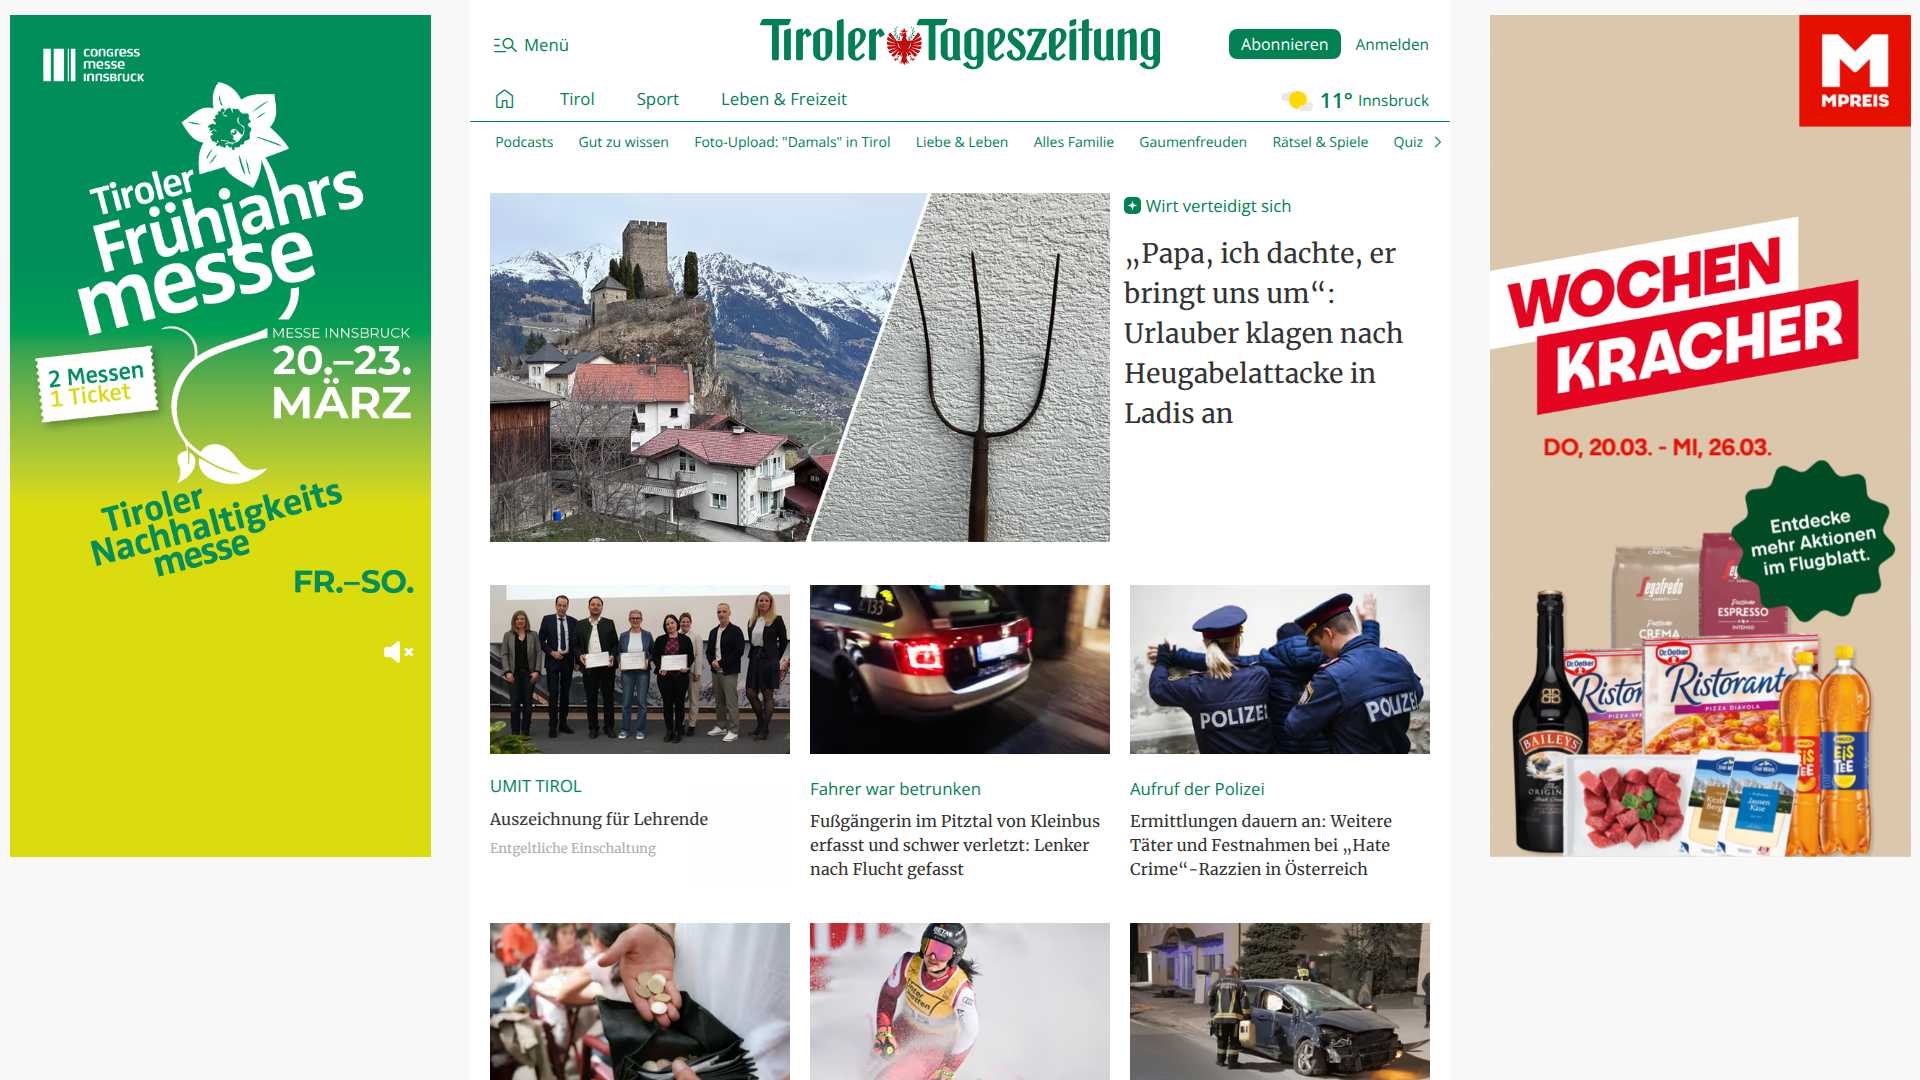 congress
messe
innsbruck
Tiroler
Frühjahrs
messe
MESSE INNSBRUCK
20.–23.
MÄRZ
2 Messen
1 Ticket
Tiroler
Nachhaltigkeits
messe
FR.–SO.
Menü
Tiroler Tageszeitung
Abonnieren
Anmelden
Tirol
Sport
Leben & Freizeit
11° Innsbruck
Podcasts
Gut zu wissen
Foto-Upload: "Damals" in Tirol
Liebe & Leben
Alles Familie
Gaumenfreuden
Rätsel & Spiele
Quiz
Wirt verteidigt sich
„Papa, ich dachte, er
bringt uns um“:
Urlauber klagen nach
Heugabelattacke in
Ladis an
133
POLIZEI
POLIZEI
UMIT TIROL
Auszeichnung für Lehrende
Entgeltliche Einschaltung
Fahrer war betrunken
Fußgängerin im Pitztal von Kleinbus
erfasst und schwer verletzt: Lenker
nach Flucht gefasst
Aufruf der Polizei
Ermittlungen dauern an: Weitere
Täter und Festnahmen bei „Hate
Crime“-Razzien in Österreich
M
MPREIS
WOCHEN
KRACHER
DO, 20.03. - MI, 26.03.
Entdecke
mehr Aktionen
im Flugblatt.
Segafredo
CREMA
ESPRESSO
Dr.Oetker
Ristorante
PIZZA DIAVOLA
BAILEYS
EIS
TEE